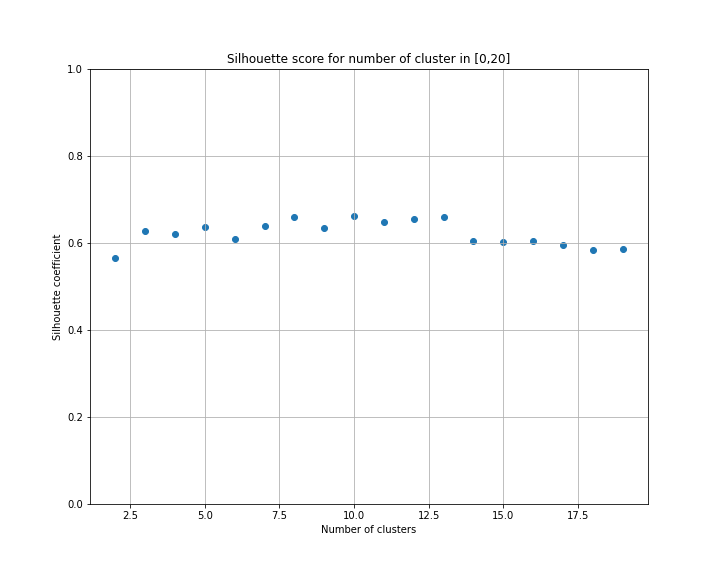 Silhouette score for number of cluster in [0,20]
1.0
0.8
0.6
0.4
0.2
0.0
Silhouette coefficient
2.5 5.0 7.5 10.0 12.5 15.0 17.5
Number of clusters